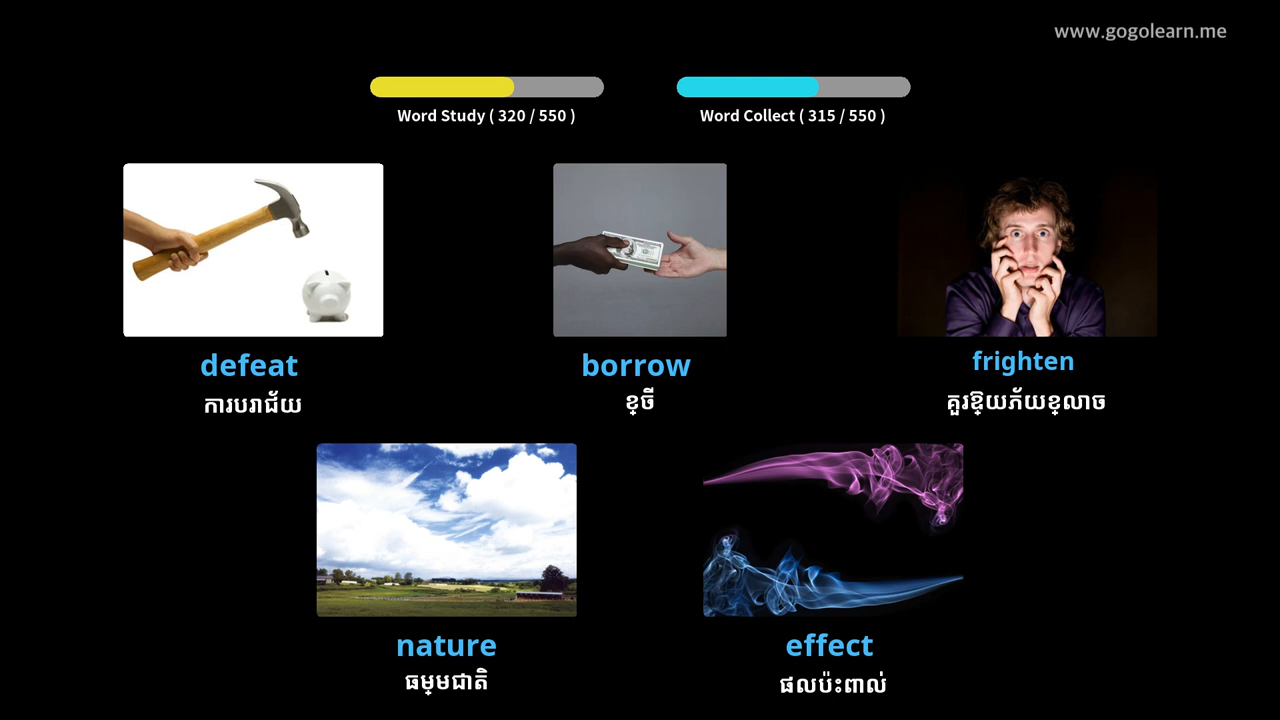 www.gogolearn.me
Word Study ( 320 / 550 )
Word Collect ( 315 / 550 )
defeat
ការបរាជ័យ
borrow
ខ្ចី
frighten
គួរឱ្យភ័យខ្លាច
nature
ធម្មជាតិ
effect
ផលប៉ះពាល់